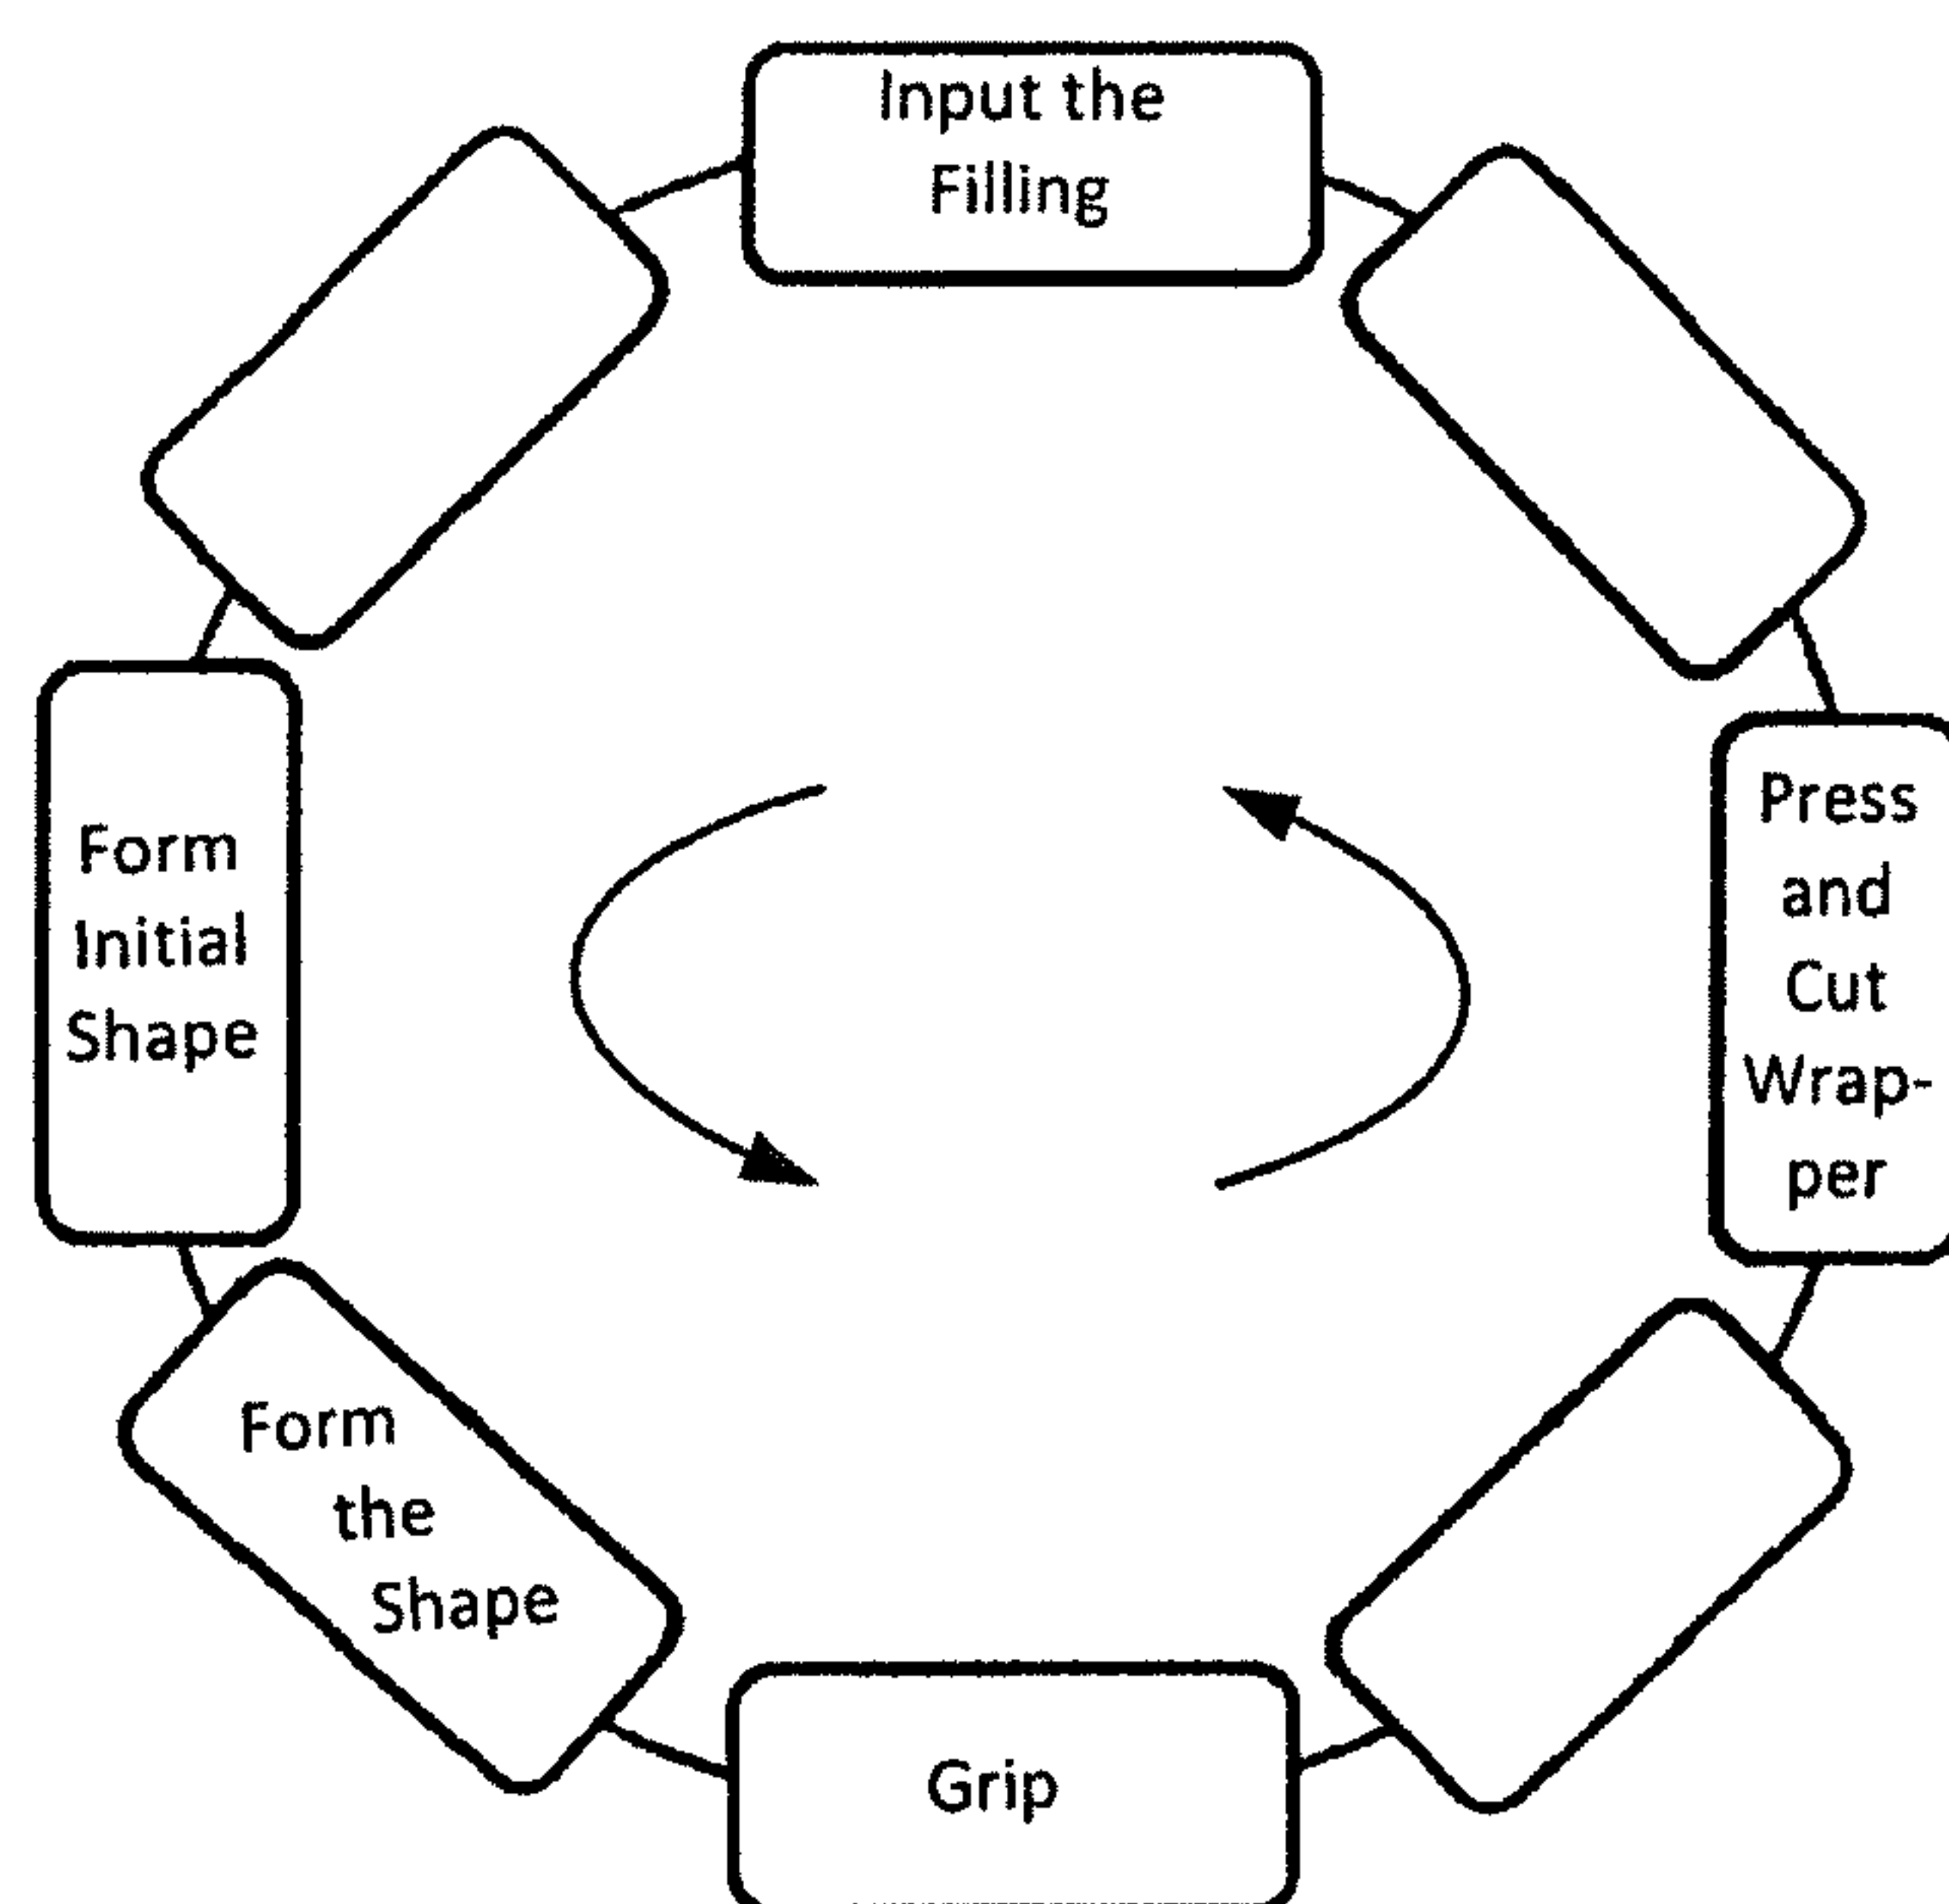 Input the
Filling
Form
Initial
Shape
Press
and
Cut
Wrap-
per
Form
the
Shape
Grip